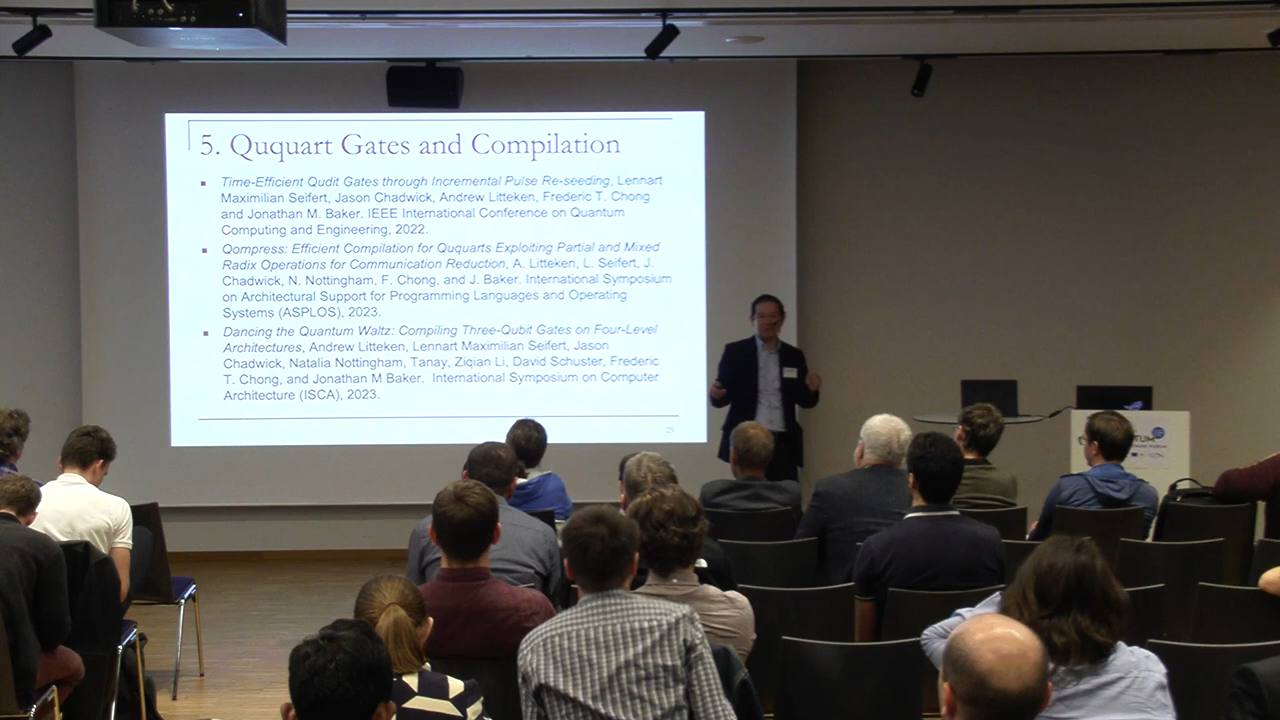 5. Ququart Gates and Compilation
Time-Efficient Qudit Gates through Incremental Pulse Re-seeding, Lennart
Maximilian Seifert, Jason Chadwick, Andrew Litteken, Frederic T. Chong
and Jonathan M. Baker. IEEE International Conference on Quantum
Computing and Engineering, 2022.
Qompress: Efficient Compilation for Ququarts Exploiting Partial and Mixed
Radix Operations for Communication Reduction, A. Litteken, L. Seifert, J.
Chadwick, N. Nottingham, F. Chong, and J. Baker. International Symposium
on Architectural Support for Programming Languages and Operating
Systems (ASPLOS), 2023.
Dancing the Quantum Waltz: Compiling Three-Qubit Gates on Four-Level
Architectures, Andrew Litteken, Lennart Maximilian Seifert, Jason
Chadwick, Natalia Nottingham, Tanay, Ziqian Li, David Schuster, Frederic
T. Chong, and Jonathan M Baker. International Symposium on Computer
Architecture (ISCA), 2023.
25
TUM